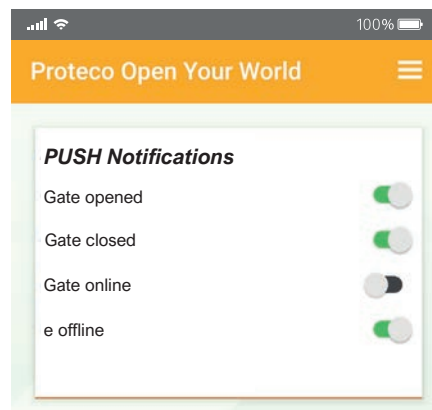 100%
Proteco Open Your World
PUSH Notifications
Gate opened
Gate closed
Gate online
e offline